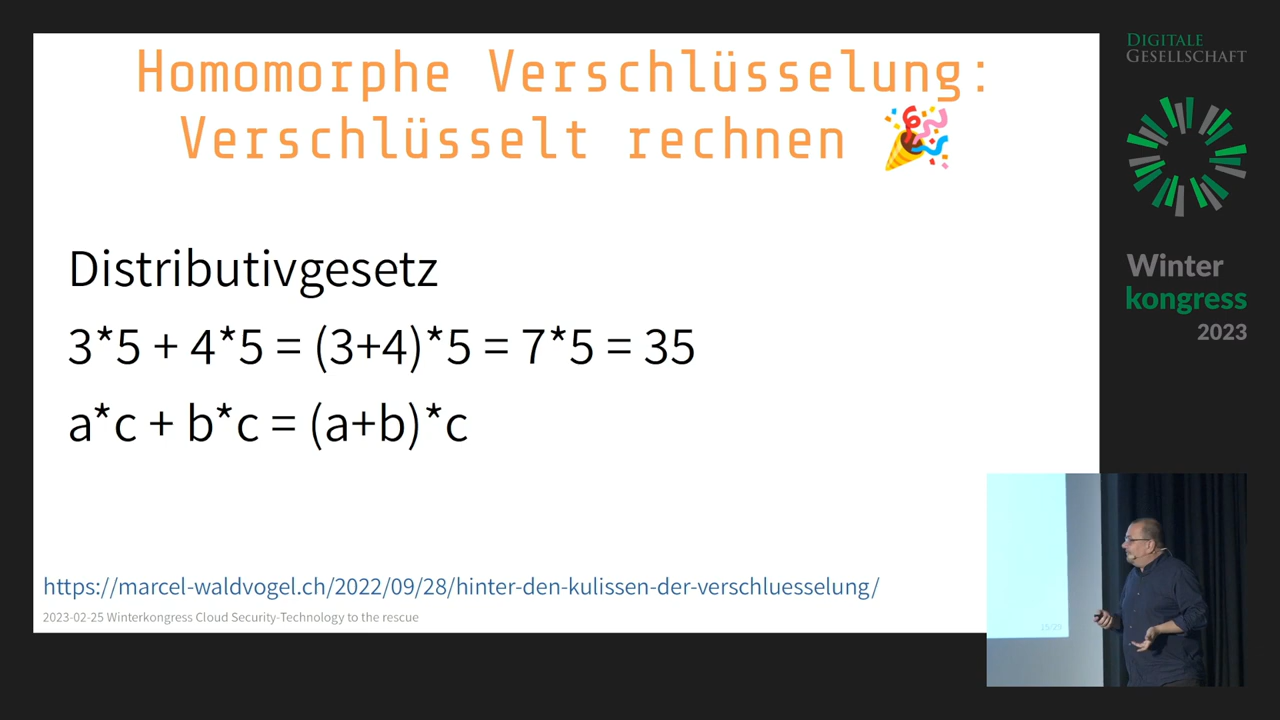 Homomorphe Verschlüsselung:
Verschlüsselt rechnen
Distributivgesetz
3*5 + 4*5 = (3+4)*5 = 7*5 = 35
a*c + b*c = (a+b)*c
https://marcel-waldvogel.ch/2022/09/28/hinter-den-kulissen-der-verschluesselung/
2023-02-25 Winterkongress Cloud Security-Technology to the rescue
DIGITALE
GESELLSCHAFT
Winter
kongress
2023